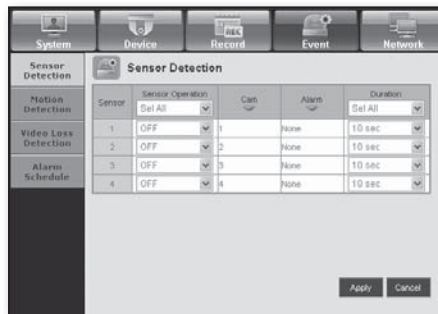 System Device Record Event Network
REC
Sensor Detection
Motion Detection
Video Loss Detection
Alarm Schedule
Sensor Detection
Sensor Sensor Operation Cam Alarm Duration
Sel All Sel All
1 OFF 1 None 10 sec
2 OFF 2 None 10 sec
3 OFF 3 None 10 sec
4 OFF 4 None 10 sec
Apply Cancel